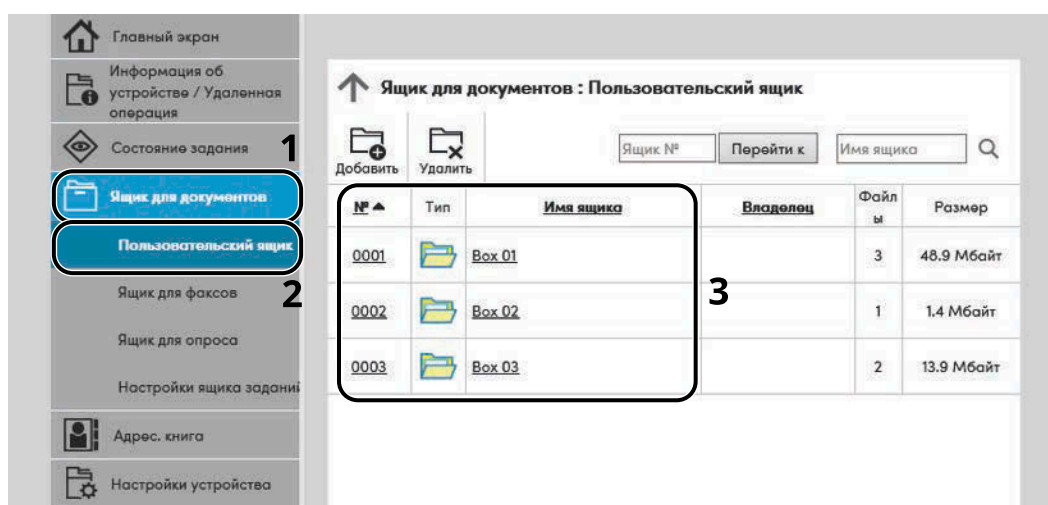 Главный экран
Информация об
устройстве / Удаленная
операция
Состояние задания
1
Ящик для документов
Пользовательский ящик
2
Ящик для факсов
Ящик для опроса
Настройки ящика заданий
Адрес. книга
Настройки устройства
Ящик для документов : Пользовательский ящик
Добавить Удалить Ящик № Перейти к Имя ящика
№ Тип Имя ящика Владелец Файл
ы Размер
0001 Box 01 3 48.9 Мбайт
0002 Box 02 1 1.4 Мбайт
0003 Box 03 2 13.9 Мбайт
3